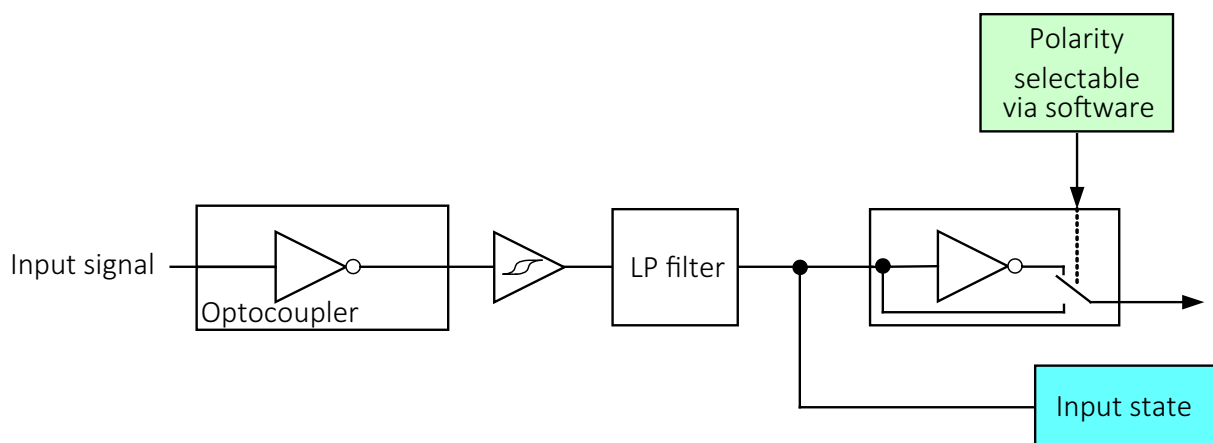 Polarity
selectable
via software
Input signal
Optocoupler
LP filter
Input state